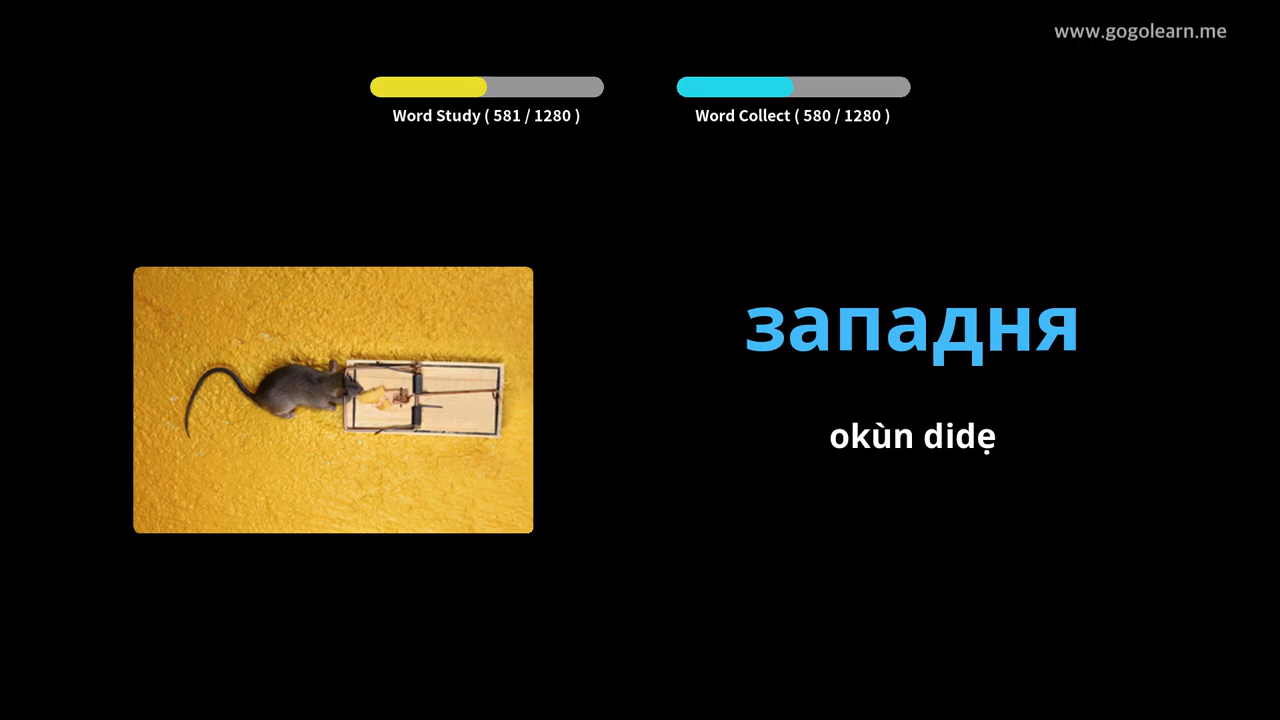 www.gogolearn.me
Word Study ( 581 / 1280 )
Word Collect ( 580 / 1280 )
западня
okùn didẹ